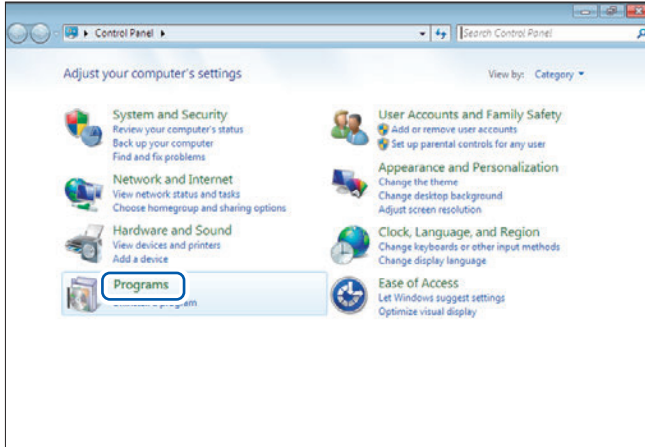 Control Panel
Search Control Panel
Adjust your computer's settings
View by: Category
System and Security
Review your computer's status
Back up your computer
Find and fix problems
Network and Internet
View network status and tasks
Choose homegroup and sharing options
Hardware and Sound
View devices and printers
Add a device
Programs
program
User Accounts and Family Safety
Add or remove user accounts
Set up parental controls for any user
Appearance and Personalization
Change the theme
Change desktop background
Adjust screen resolution
Clock, Language, and Region
Change keyboards or other input methods
Change display language
Ease of Access
Let Windows suggest settings
Optimize visual display